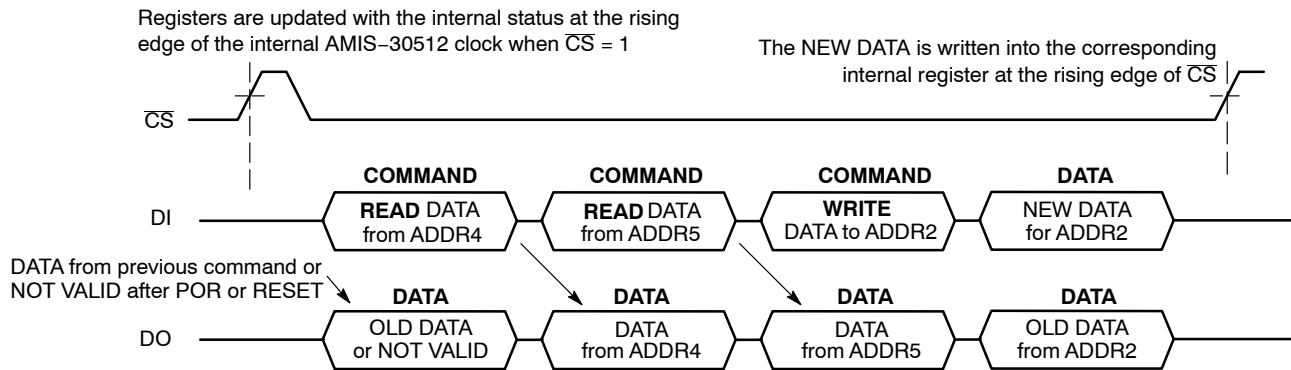 Registers are updated with the internal status at the rising
edge of the internal AMIS−30512 clock when C̅S̅ = 1
The NEW DATA is written into the corresponding
internal register at the rising edge of C̅S̅
C̅S̅
COMMAND
COMMAND
COMMAND
DATA
DI
READ DATA
from ADDR4
READ DATA
from ADDR5
WRITE
DATA to ADDR2
NEW DATA
for ADDR2
DATA from previous command or
NOT VALID after POR or RESET
DATA
DATA
DATA
DATA
DO
OLD DATA
or NOT VALID
DATA
from ADDR4
DATA
from ADDR5
OLD DATA
from ADDR2